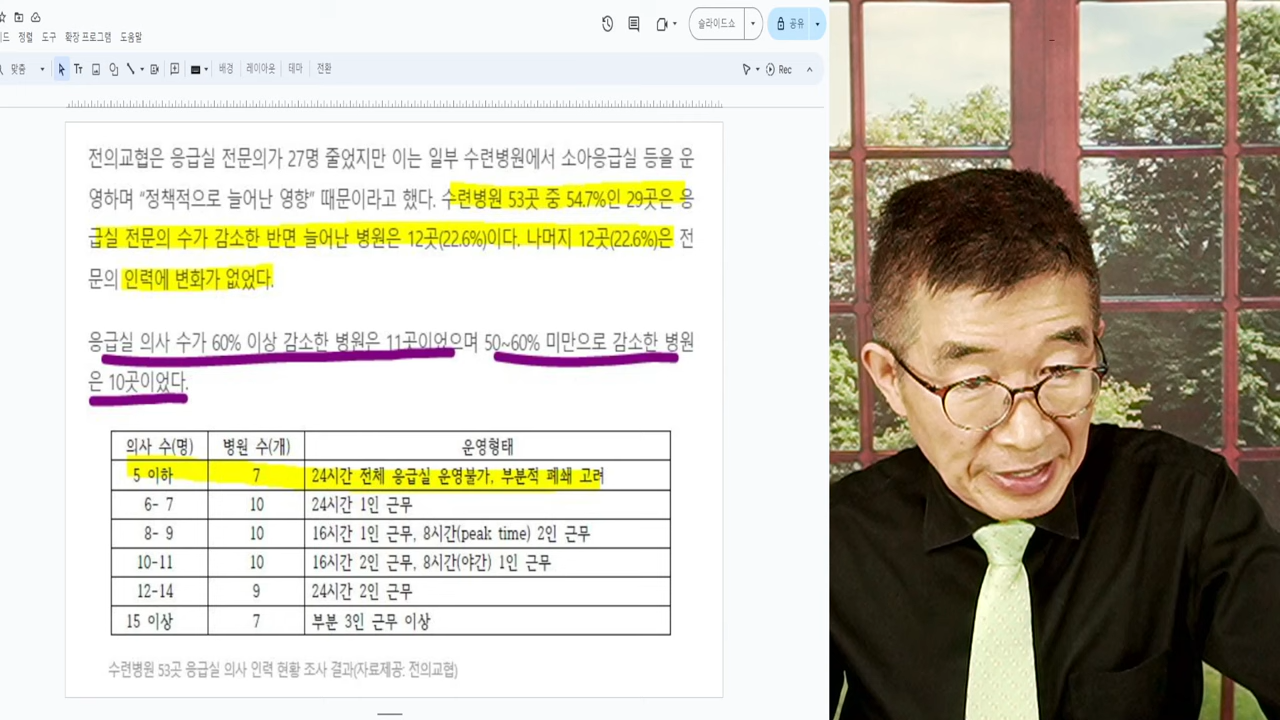 드 정렬 도구 확장 프로그램 도움말
슬라이드쇼
공유
맞춤
Tr
배경 레이아웃 테마 전환
Rec
전의교협은 응급실 전문의가 27명 줄었지만 이는 일부 수련병원에서 소아응급실 등을 운
영하며 “정책적으로 늘어난 영향” 때문이라고 했다. 수련병원 53곳 중 54.7%인 29곳은 응
급실 전문의 수가 감소한 반면 늘어난 병원은 12곳(22.6%)이다. 나머지 12곳(22.6%)은 전
문의 인력에 변화가 없었다.
응급실 의사 수가 60% 이상 감소한 병원은 11곳이었으며 50~60% 미만으로 감소한 병원
은 10곳이었다.
의사 수(명) 병원 수(개) 운영형태
5 이하 7 24시간 전체 응급실 운영불가, 부분적 폐쇄 고려
6- 7 10 24시간 1인 근무
8- 9 10 16시간 1인 근무, 8시간(peak time) 2인 근무
10-11 10 16시간 2인 근무, 8시간(야간) 1인 근무
12-14 9 24시간 2인 근무
15 이상 7 부분 3인 근무 이상
수련병원 53곳 응급실 의사 인력 현황 조사 결과(자료제공: 전의교협)